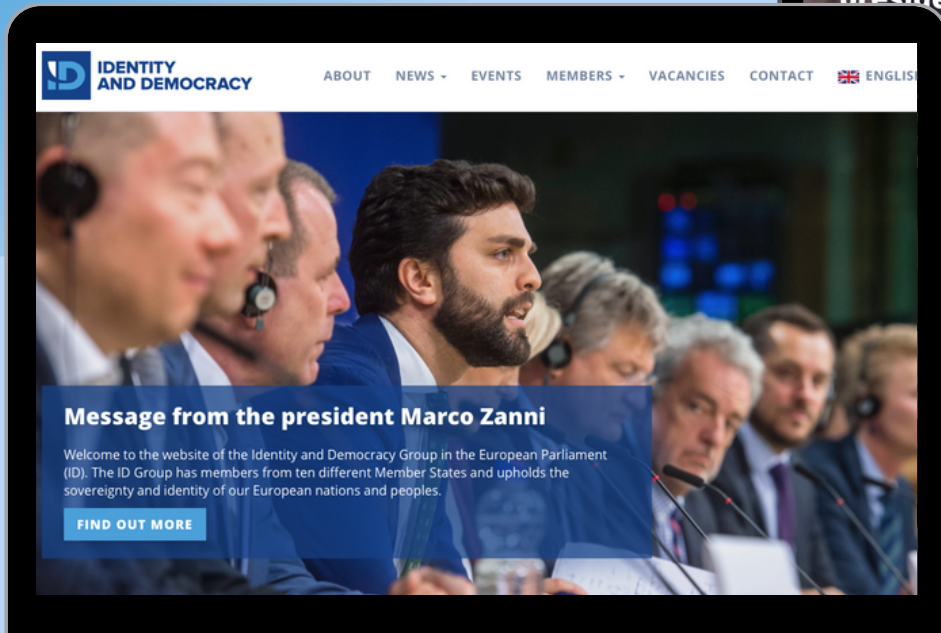 IDENTITY
AND DEMOCRACY
ABOUT NEWS EVENTS MEMBERS VACANCIES CONTACT
Message from the president Marco Zanni
Welcome to the website of the Identity and Democracy Group in the European Parliament
(ID). The ID Group has members from ten different Member States and upholds the
sovereignty and identity of our European nations and peoples.
FIND OUT MORE